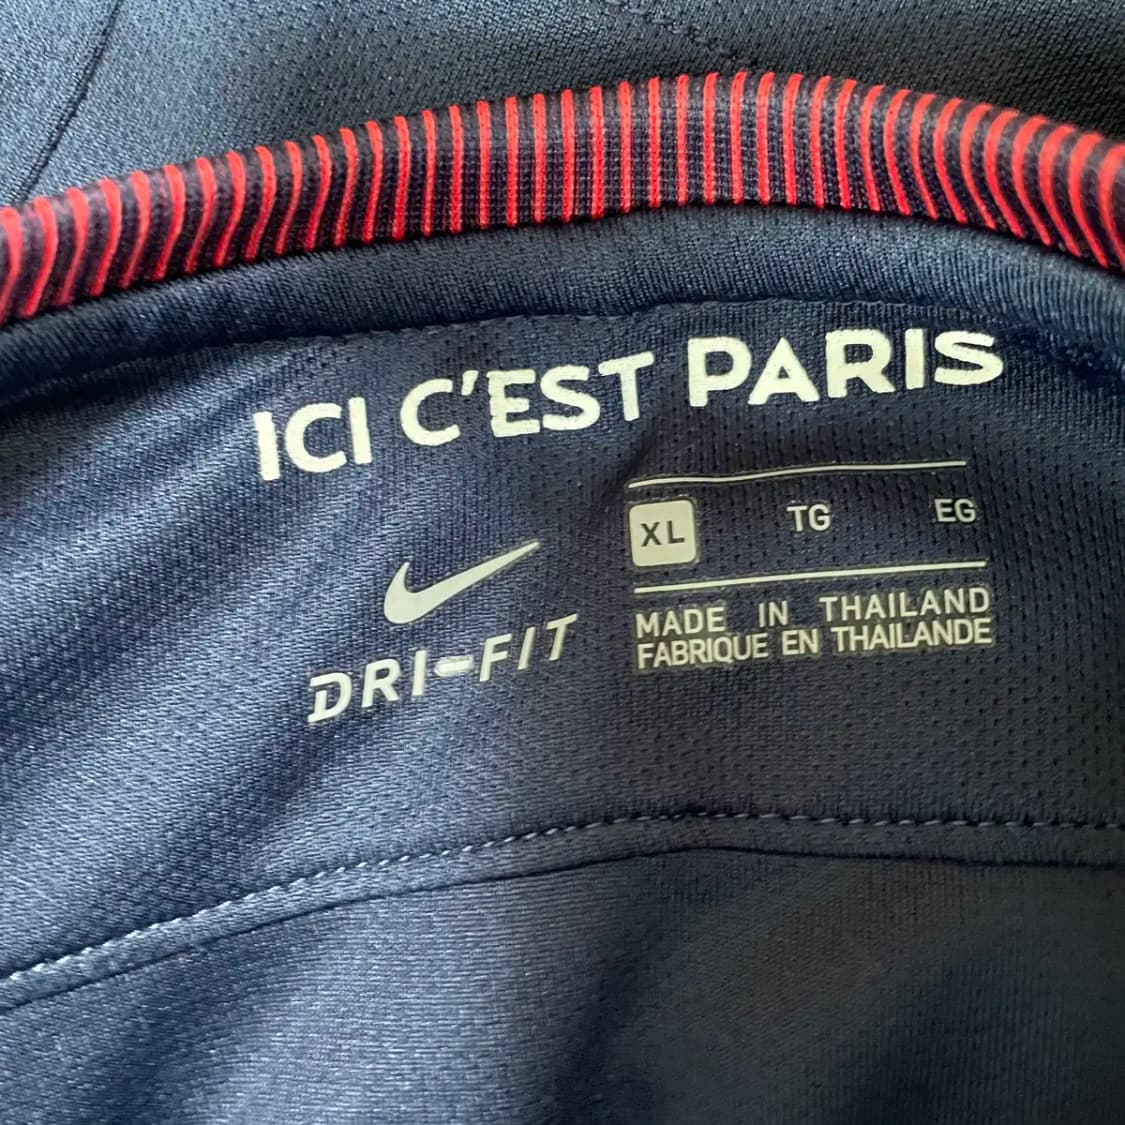 ICI C'EST PARIS
XL TG EG
DRI-FIT
MADE IN THAILAND
FABRIQUE EN THAILANDE